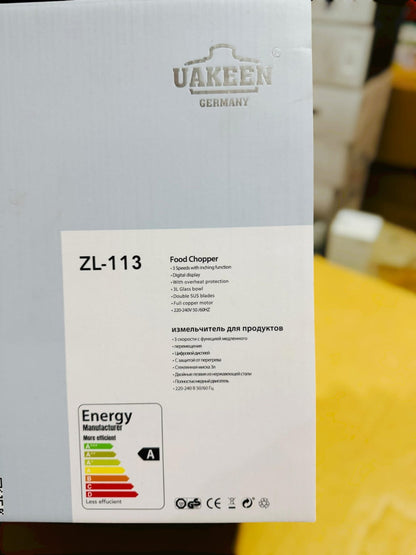 UAKEEN
®
GERMANY
ZL-113
Food Chopper
• 3 Speeds with inching function
• Digital display
• With overheat protection
• 3L Glass bowl
• Double SUS blades
• Full copper motor
• 220-240V 50 /60HZ
измельчитель для продуктов
• 3 скорости с функцией медленного
• перемещения
• Цифровой дисплей
• С защитой от перегрева
• Стеклянная миска 3л
• Двойные лезвия из нержавеющей стали
• Полностью медный двигатель
• 220-240 В 50/60 Гц
Energy
Manufacturer
More efficient
A+++
A++
A+
A
B
C
D
A
Less effucient
GS
CE